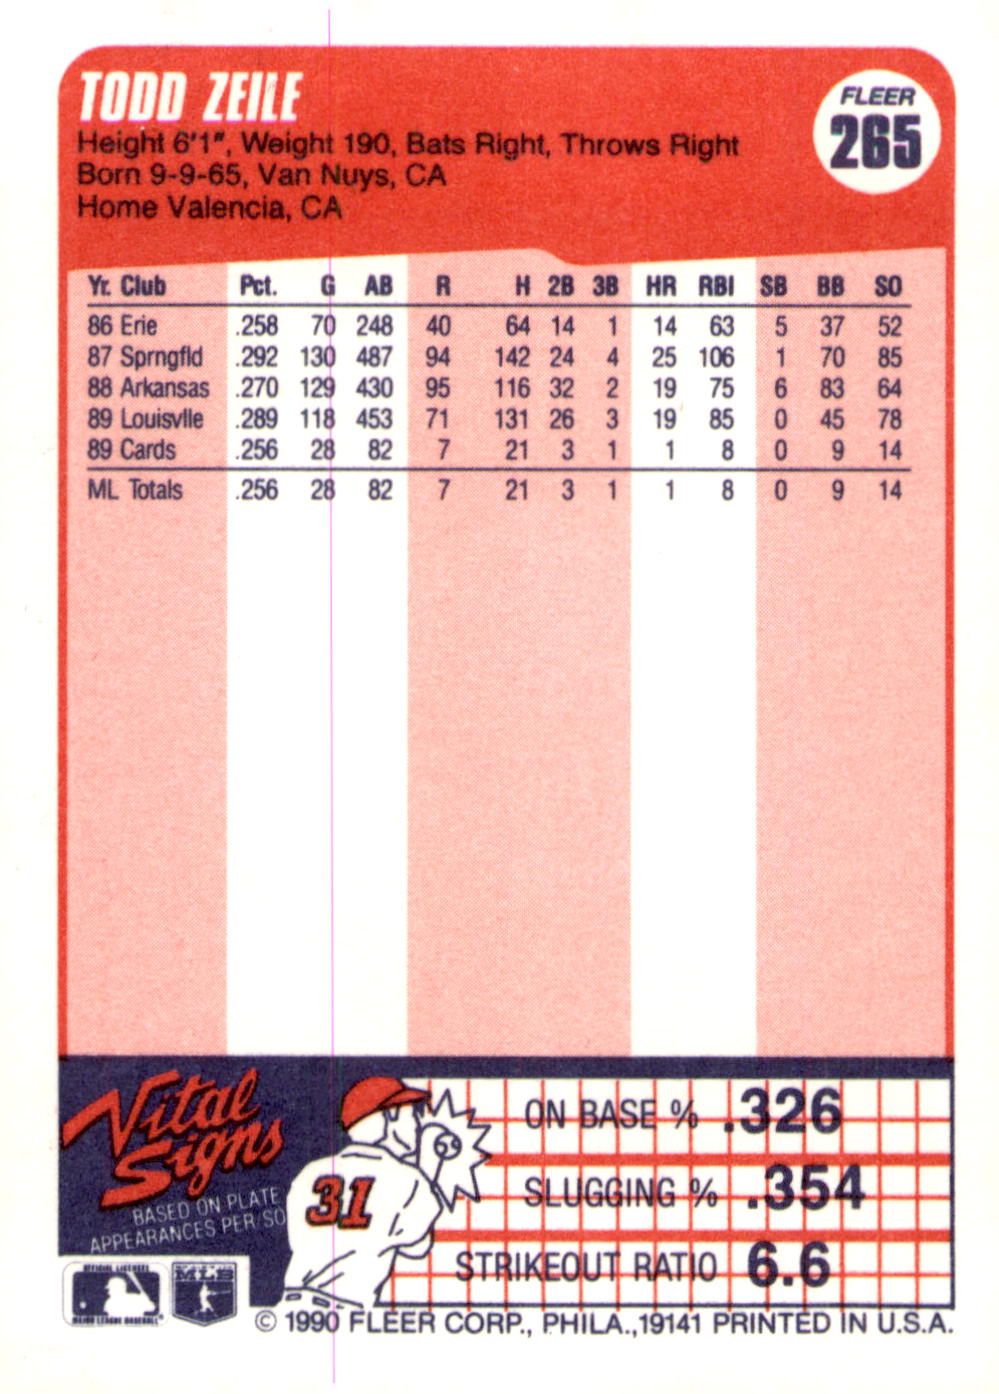 TODD ZEILE
FLEER
265
Height 6'1", Weight 190, Bats Right, Throws Right
Born 9-9-65, Van Nuys, CA
Home Valencia, CA
Yr. Club Pct. G AB R H 2B 3B HR RBI SB BB SO
86 Erie .258 70 248 40 64 14 1 14 63 5 37 52
87 Sprngfld .292 130 487 94 142 24 4 25 106 1 70 85
88 Arkansas .270 129 430 95 116 32 2 19 75 6 83 64
89 Louisvlle .289 118 453 71 131 26 3 19 85 0 45 78
89 Cards .256 28 82 7 21 3 1 1 8 0 9 14
ML Totals .256 28 82 7 21 3 1 1 8 0 9 14
Vital
Signs
BASED ON PLATE
APPEARANCES PER SO
31
ON BASE % .326
SLUGGING % .354
STRIKEOUT RATIO 6.6
OFFICIAL LICENSEE
MAJOR LEAGUE BASEBALL
MLB
© 1990 FLEER CORP., PHILA.,19141 PRINTED IN U.S.A.